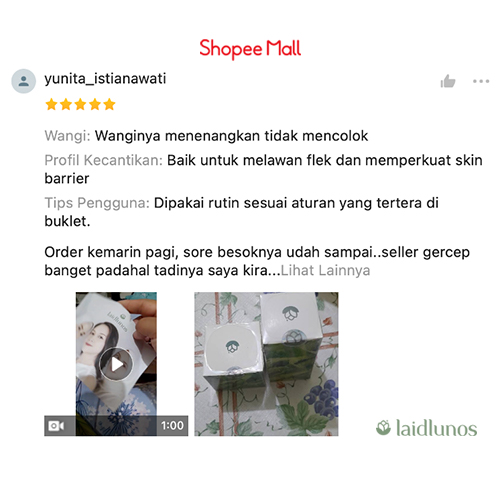 Shopee Mall
yunita_istianawati
Wangi: Wanginya menenangkan tidak mencolok
Profil Kecantikan: Baik untuk melawan flek dan memperkuat skin
barrier
Tips Pengguna: Dipakai rutin sesuai aturan yang tertera di
buklet.
Order kemarin pagi, sore besoknya udah sampai..seller gercep
banget padahal tadinya saya kira...Lihat Lainnya
1:00
laidlunos